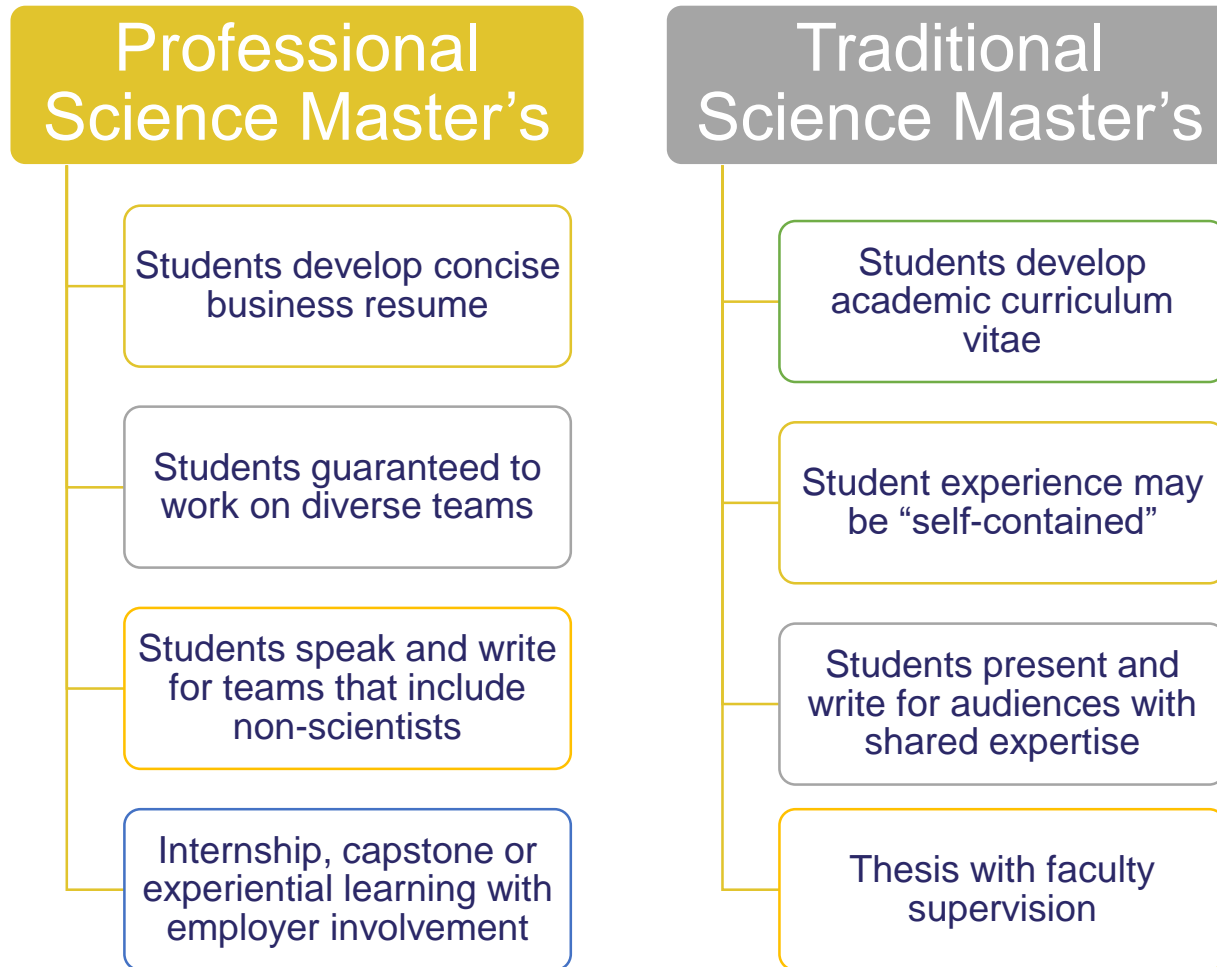 Professional
Science Master’s
Students develop concise
business resume
Students guaranteed to
work on diverse teams
Students speak and write
for teams that include
non-scientists
Internship, capstone or
experiential learning with
employer involvement
Traditional
Science Master’s
Students develop
academic curriculum
vitae
Student experience may
be “self-contained”
Students present and
write for audiences with
shared expertise
Thesis with faculty
supervision